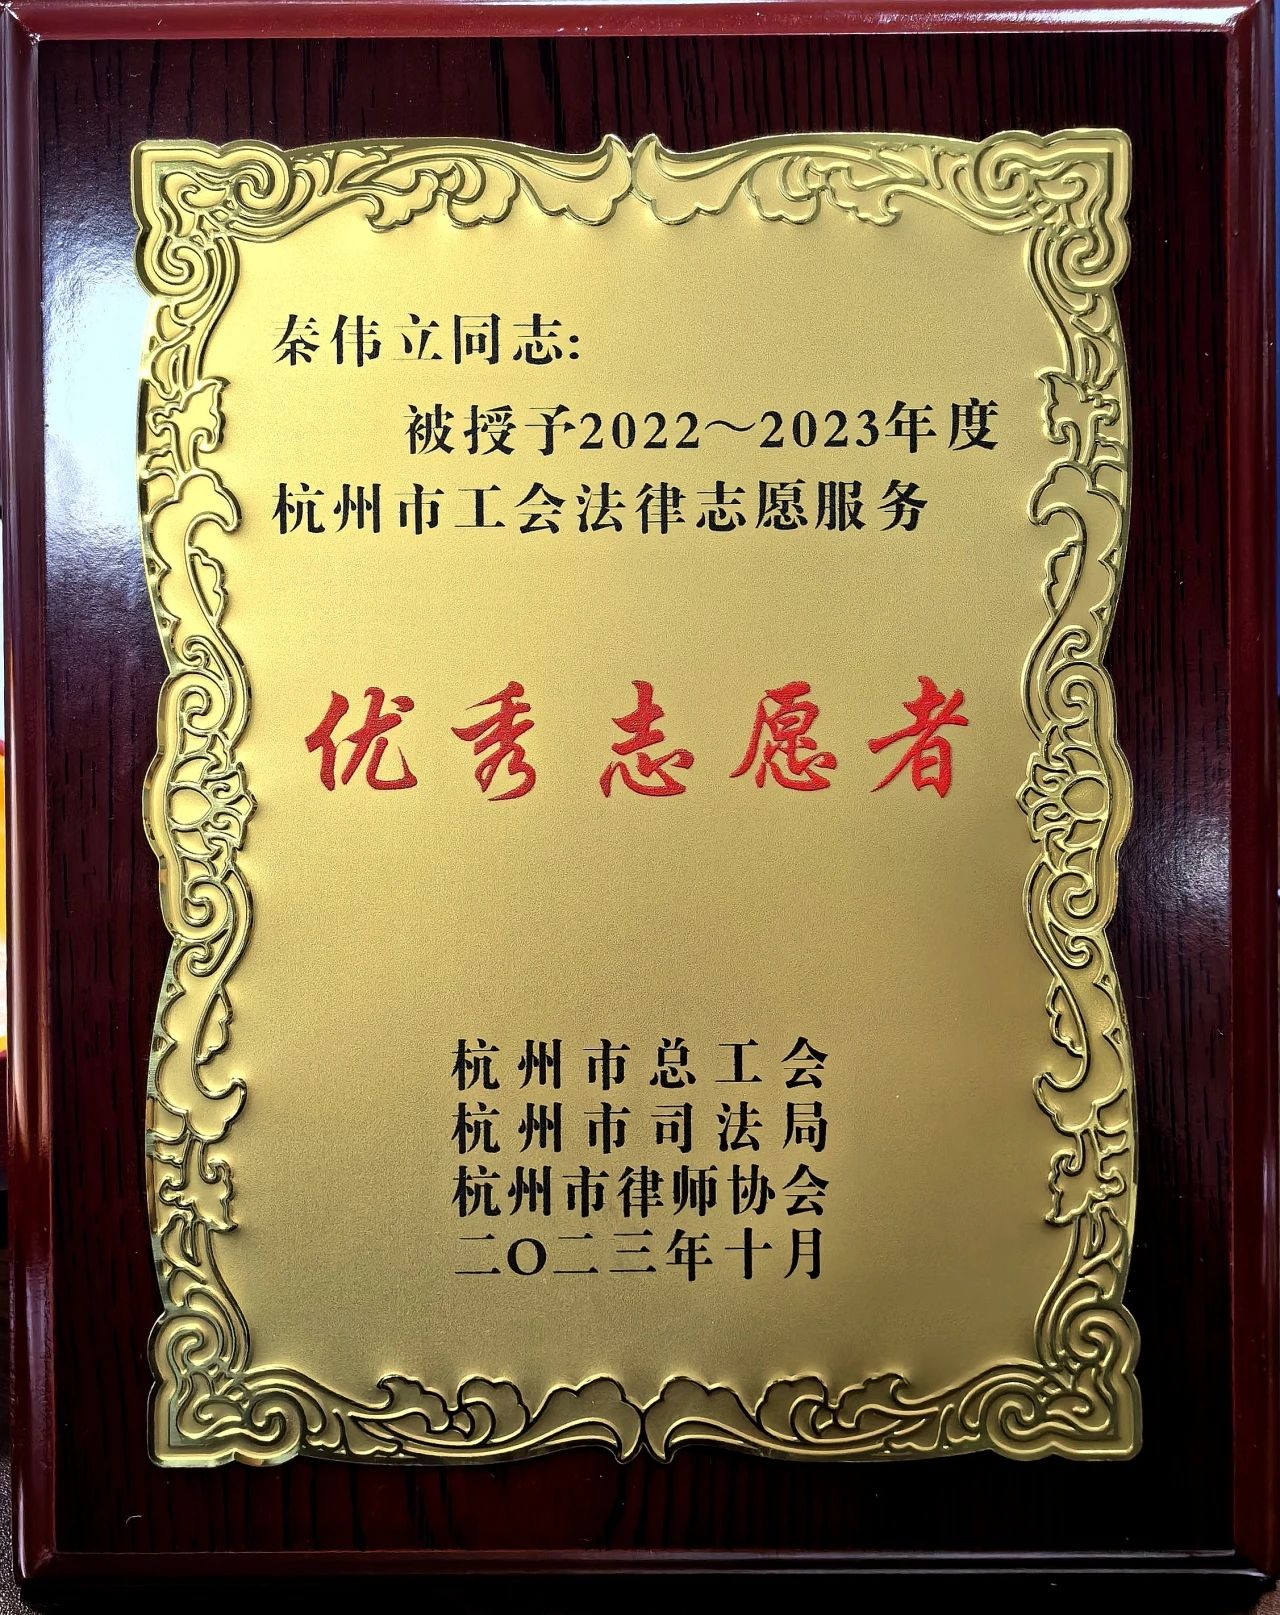 秦伟立同志:
被授予2022～2023年度
杭州市工会法律志愿服务
优秀志愿者
杭州市总工会
杭州市司法局
杭州市律师协会
二〇二三年十月